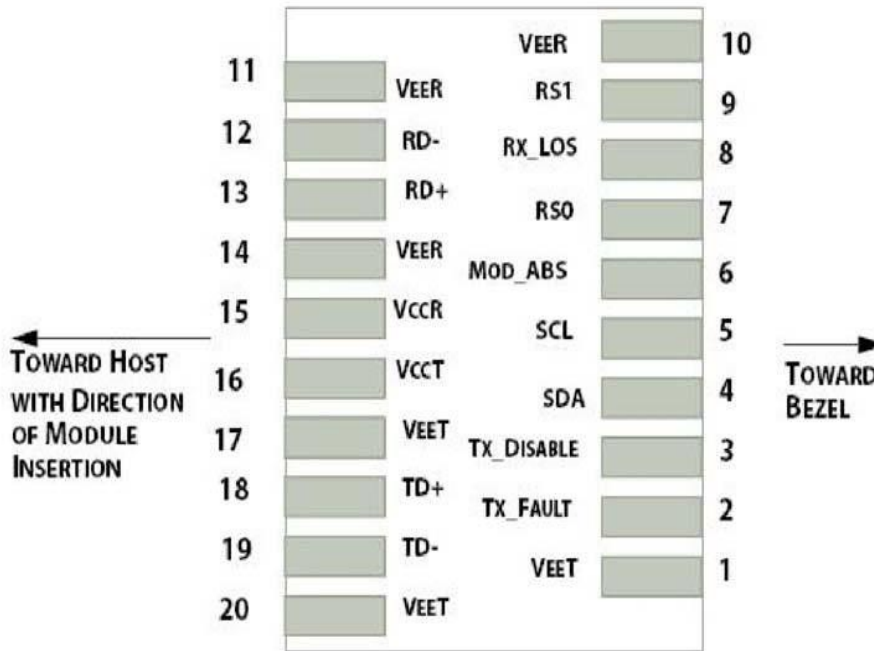 11
VEER
12
RD-
13
RD+
14
VEER
15
VCCR
16
VCCT
17
VEET
18
TD+
19
TD-
20
VEET
VEER
10
RS1
9
RX_LOS
8
RS0
7
MOD_ABS
6
SCL
5
SDA
4
TX_DISABLE
3
TX_FAULT
2
VEET
1
TOWARD HOST
WITH DIRECTION
OF MODULE
INSERTION
TOWARD
BEZEL